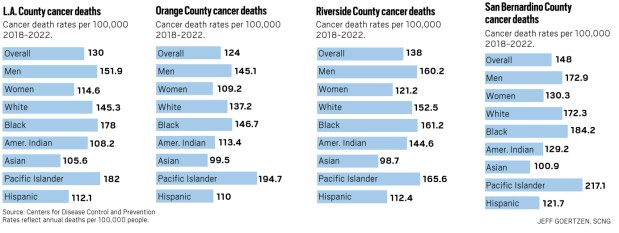 L.A. County cancer deaths
Cancer death rates per 100,000
2018-2022.
Overall 130
Men 151.9
Women 114.6
White 145.3
Black 178
Amer. Indian 108.2
Asian 105.6
Pacific Islander 182
Hispanic 112.1
Source: Centers for Disease Control and Prevention
Rates reflect annual deaths per 100,000 people.
Orange County cancer deaths
Cancer death rates per 100,000
2018-2022.
Overall 124
Men 145.1
Women 109.2
White 137.2
Black 146.7
Amer. Indian 113.4
Asian 99.5
Pacific Islander 194.7
Hispanic 110
Riverside County cancer deaths
Cancer death rates per 100,000
2018-2022.
Overall 138
Men 160.2
Women 121.2
White 152.5
Black 161.2
Amer. Indian 144.6
Asian 98.7
Pacific Islander 165.6
Hispanic 112.4
San Bernardino County
cancer deaths
Cancer death rates per 100,000
2018-2022.
Overall 148
Men 172.9
Women 130.3
White 172.3
Black 184.2
Amer. Indian 129.2
Asian 100.9
Pacific Islander 217.1
Hispanic 121.7
JEFF GOERTZEN, SCNG